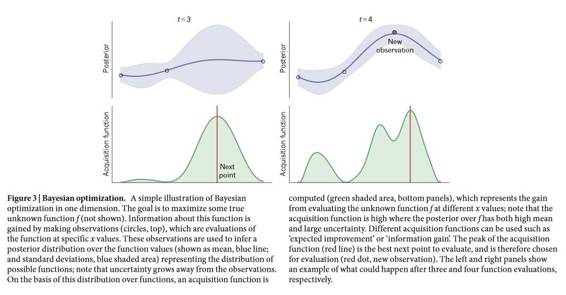 t=3
t=4
Posterior
Posterior
New
observation
Acquisition function
Acquisition function
Next
point
Figure 3 | Bayesian optimization. A simple illustration of Bayesian
optimization in one dimension. The goal is to maximize some true
unknown function f (not shown). Information about this function is
gained by making observations (circles, top), which are evaluations of
the function at specific x values. These observations are used to infer a
posterior distribution over the function values (shown as mean, blue line;
and standard deviations, blue shaded area) representing the distribution of
possible functions; note that uncertainty grows away from the observations.
On the basis of this distribution over functions, an acquisition function is
computed (green shaded area, bottom panels), which represents the gain
from evaluating the unknown function f at different x values; note that the
acquisition function is high where the posterior over f has both high mean
and large uncertainty. Different acquisition functions can be used such as
‘expected improvement’ or ‘information gain’. The peak of the acquisition
function (red line) is the best next point to evaluate, and is therefore chosen
for evaluation (red dot, new observation). The left and right panels show
an example of what could happen after three and four function evaluations,
respectively.